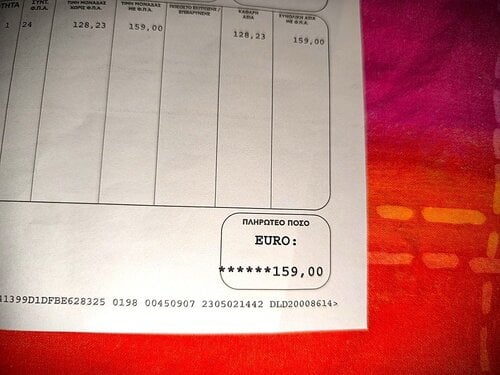 ΤΗΤΑ ΣΥΝΤ. Φ.Π.Α. ΤΙΜΗ ΜΟΝΑΔΑΣ ΧΩΡΙΣ Φ.Π.Α. ΤΙΜΗ ΜΟΝΑΔΑΣ ΜΕ Φ.Π.Α. ΠΟΣΟΣΤΟ ΕΚΠΤΩΣΗΣ / ΕΠΙΒΑΡΥΝΣΗΣ ΚΑΘΑΡΗ ΑΞΙΑ ΣΥΝΟΛΙΚΗ ΑΞΙΑ ΜΕ Φ.Π.Α.
1 24 128,23 159,00 128,23 159,00
ΠΛΗΡΩΤΕΟ ΠΟΣΟ
EURO:
******159,00
41399D1DFBE628325 0198 00450907 2305021442 DLD20008614>